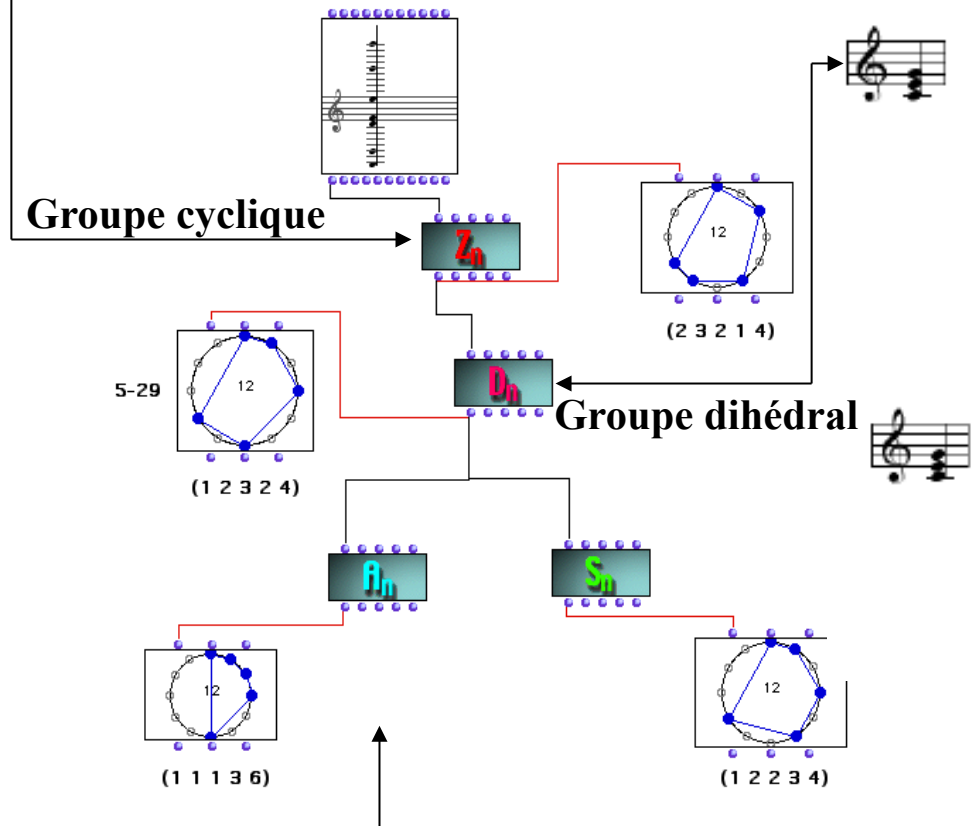 Groupe cyclique
Zn
12
(2 3 2 1 4)
5-29
12
Dn
Groupe dihédral
(1 2 3 2 4)
An
Sn
12
12
(1 1 1 3 6)
(1 2 2 3 4)